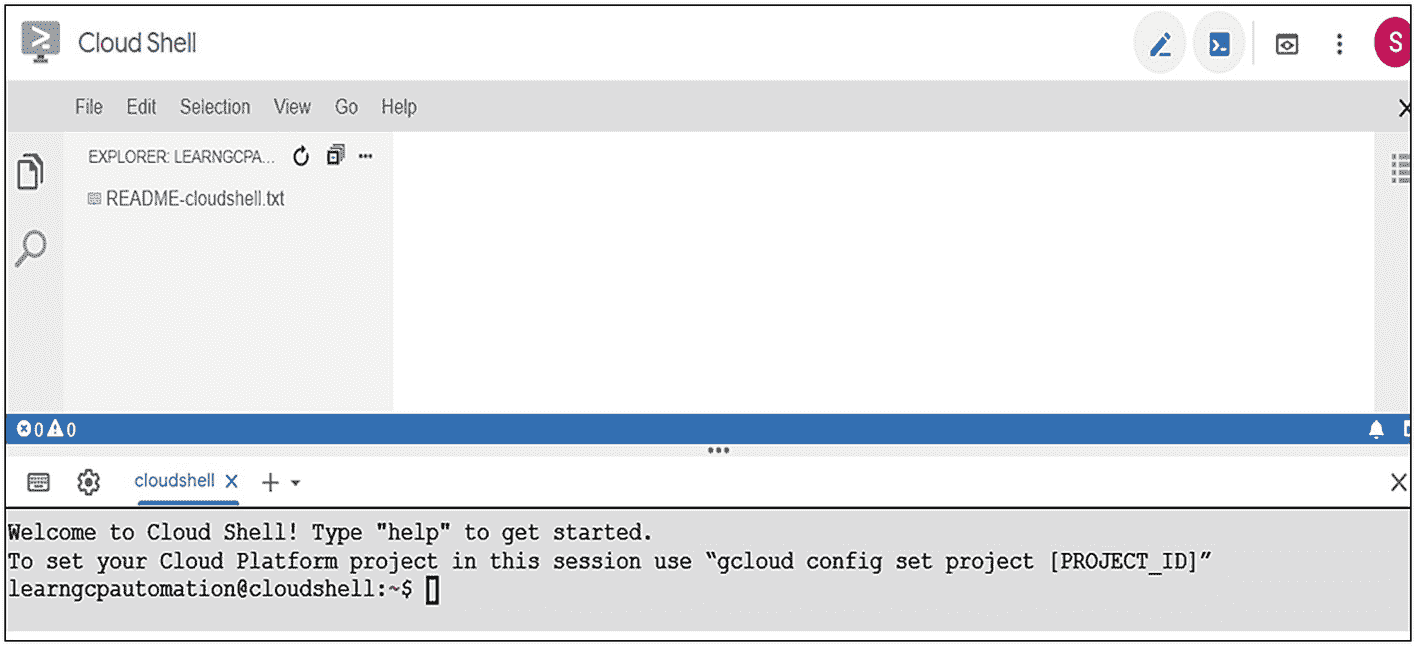 Cloud Shell
S
File Edit Selection View Go Help
EXPLORER: LEARNGCPA...
README-cloudshell.txt
0 0
cloudshell
Welcome to Cloud Shell! Type "help" to get started.
To set your Cloud Platform project in this session use “gcloud config set project [PROJECT_ID]”
learngcpautomation@cloudshell:~$